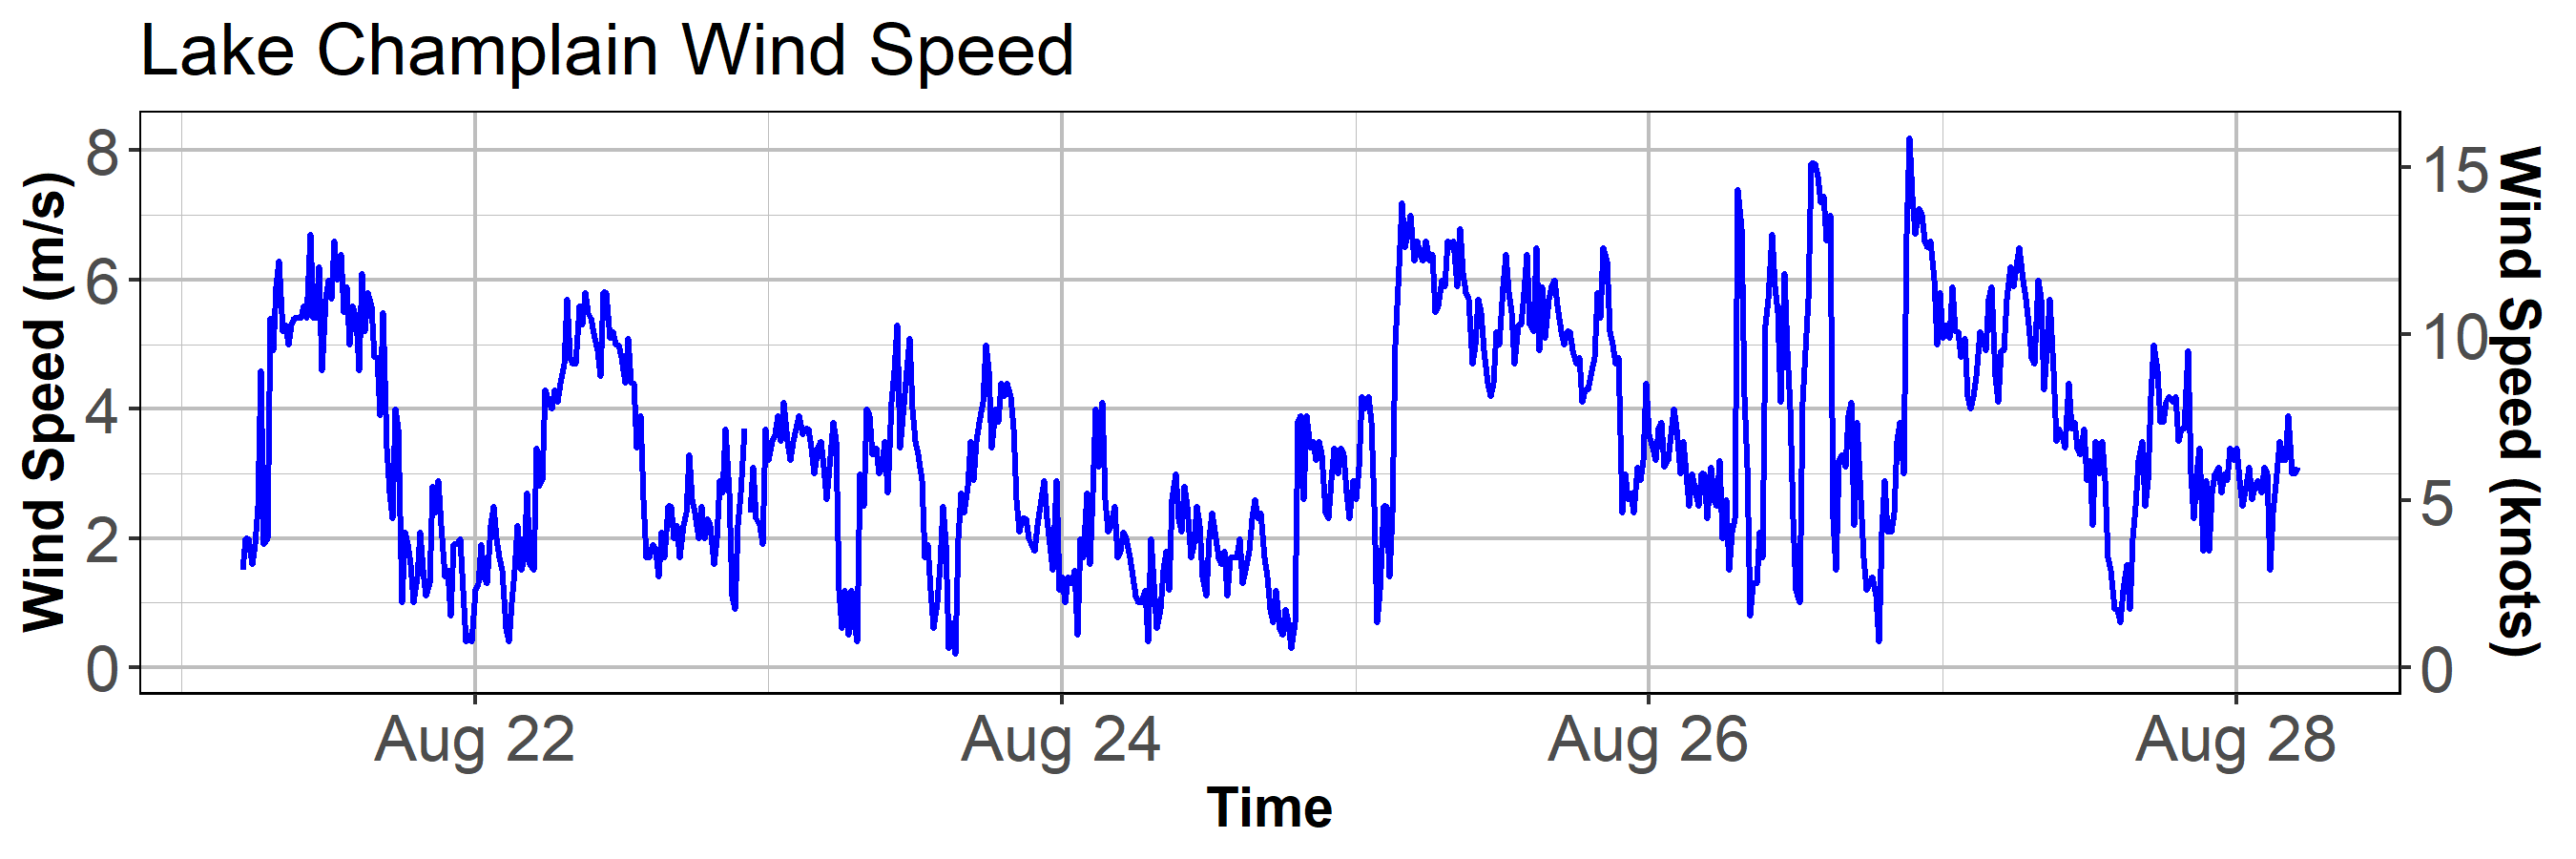 Lake Champlain Wind Speed
Wind Speed (m/s)
8
6
4
2
0
15
10
5
0
Wind Speed (knots)
Aug 22 Aug 24 Aug 26 Aug 28
Time